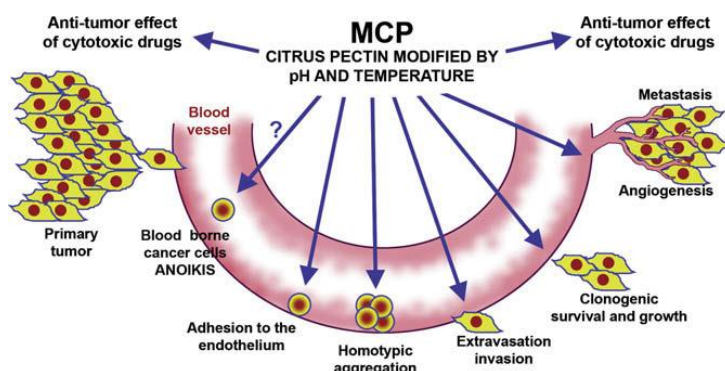 Anti-tumor effect
of cytotoxic drugs
MCP
CITRUS PECTIN MODIFIED BY
pH AND TEMPERATURE
Anti-tumor effect
of cytotoxic drugs
Blood
vessel
?
Metastasis
Angiogenesis
Primary
tumor
Blood borne
cancer cells
ANOIKIS
Adhesion to the
endothelium
Homotypic
aggregation
Extravasation
invasion
Clonogenic
survival and growth